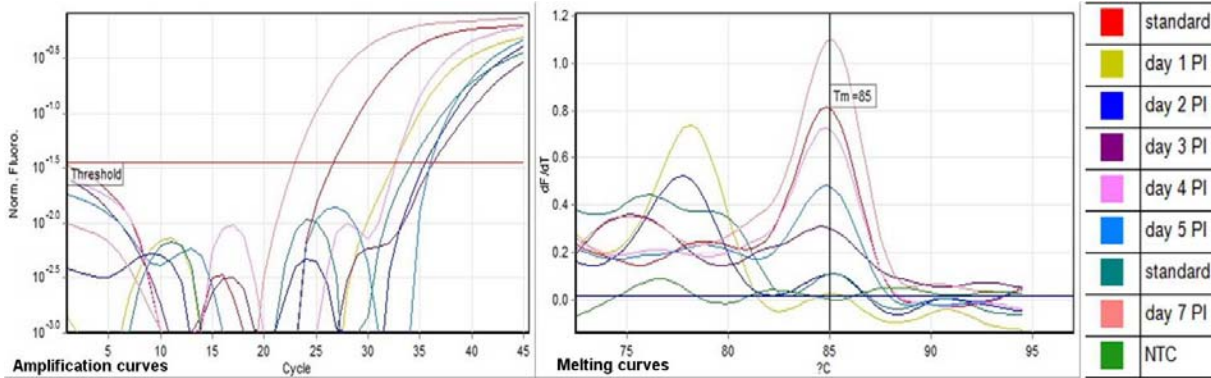 Norm. Fluoro.
10^-0.5
10^-1.0
10^-1.5
Threshold
10^-2.0
10^-2.5
10^-3.0
5 10 15 20 25 30 35 40 45
Amplification curves
Cycle
dF/dT
1.2
1.0
0.8
0.6
0.4
0.2
0.0
Tm =85
75 80 85 90 95
Melting curves
?C
standard
day 1 PI
day 2 PI
day 3 PI
day 4 PI
day 5 PI
standard
day 7 PI
NTC